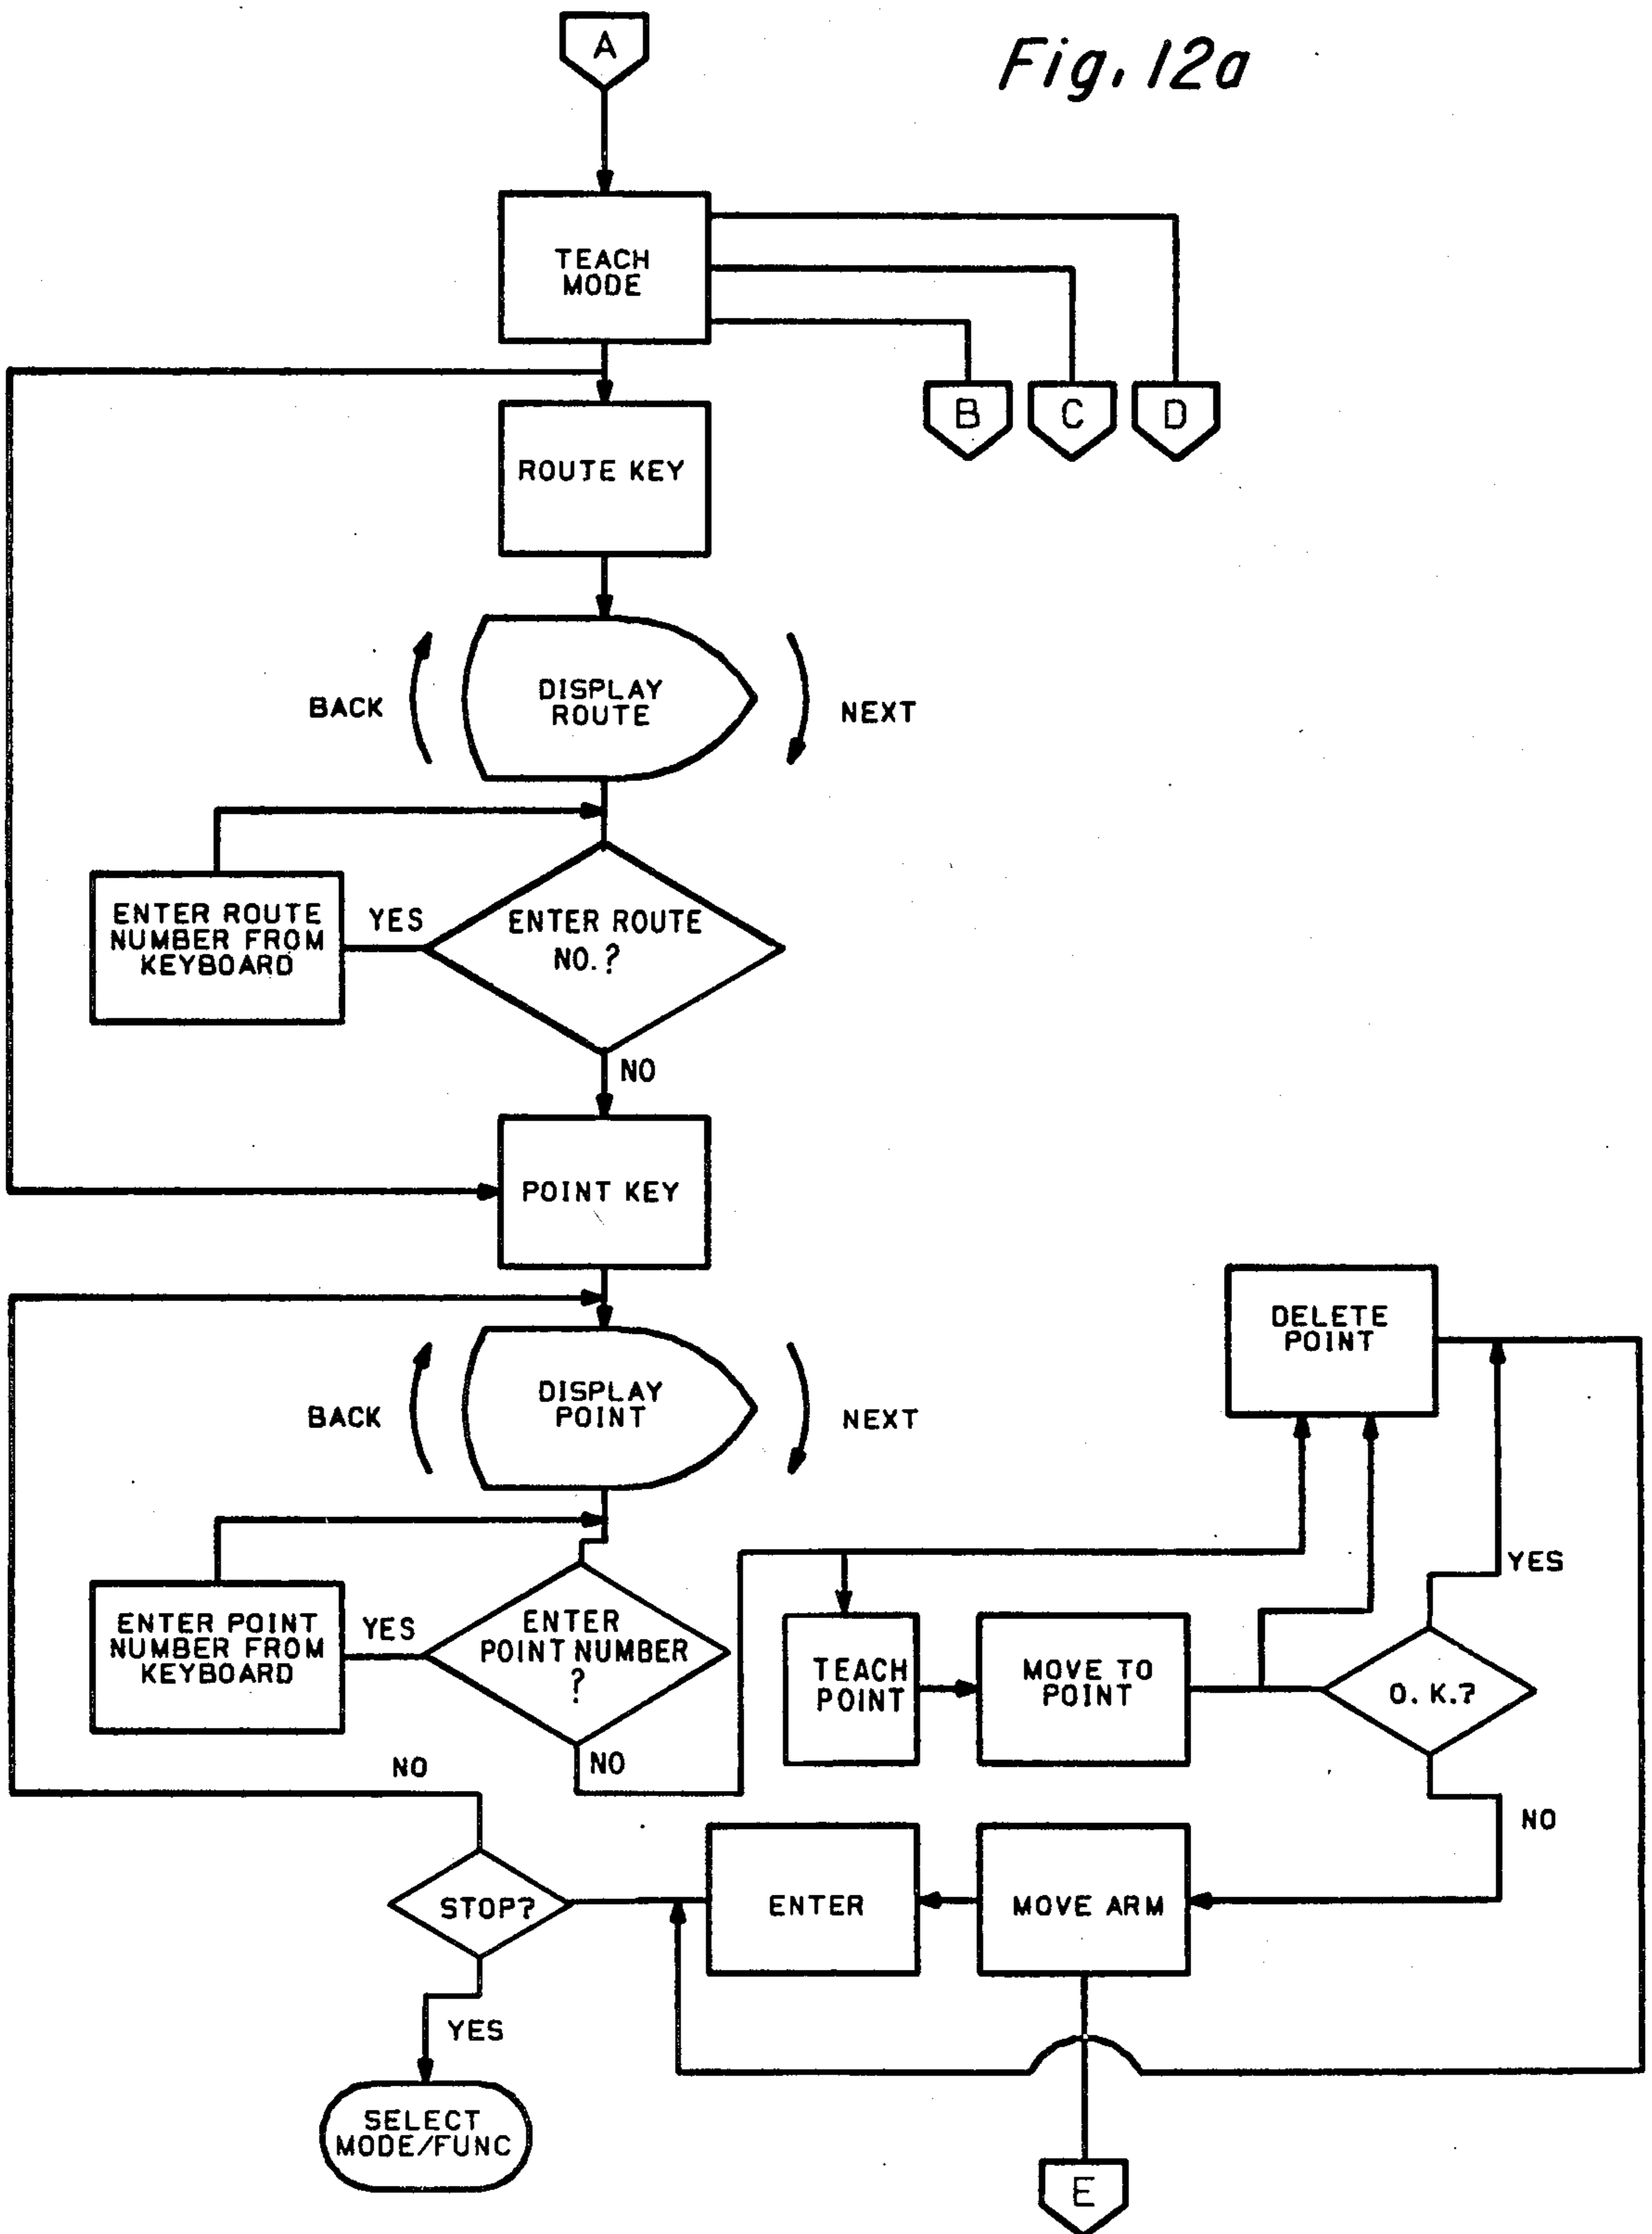 Fig. 12a
A
TEACH
MODE
B
C
D
ROUTE KEY
DISPLAY
ROUTE
BACK
NEXT
ENTER ROUTE
NUMBER FROM
KEYBOARD
YES
ENTER ROUTE
NO.?
NO
POINT KEY
DELETE
POINT
DISPLAY
POINT
BACK
NEXT
YES
ENTER POINT
NUMBER FROM
KEYBOARD
YES
ENTER
POINT NUMBER
?
TEACH
POINT
MOVE TO
POINT
O. K.?
NO
NO
NO
STOP?
ENTER
MOVE ARM
YES
SELECT
MODE/FUNC
E